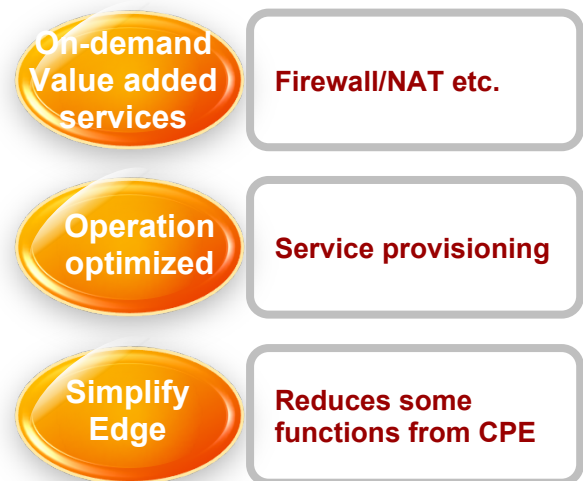 On-demand
Value added
services
Firewall/NAT etc.
Operation
optimized
Service provisioning
Simplify
Edge
Reduces some
functions from CPE